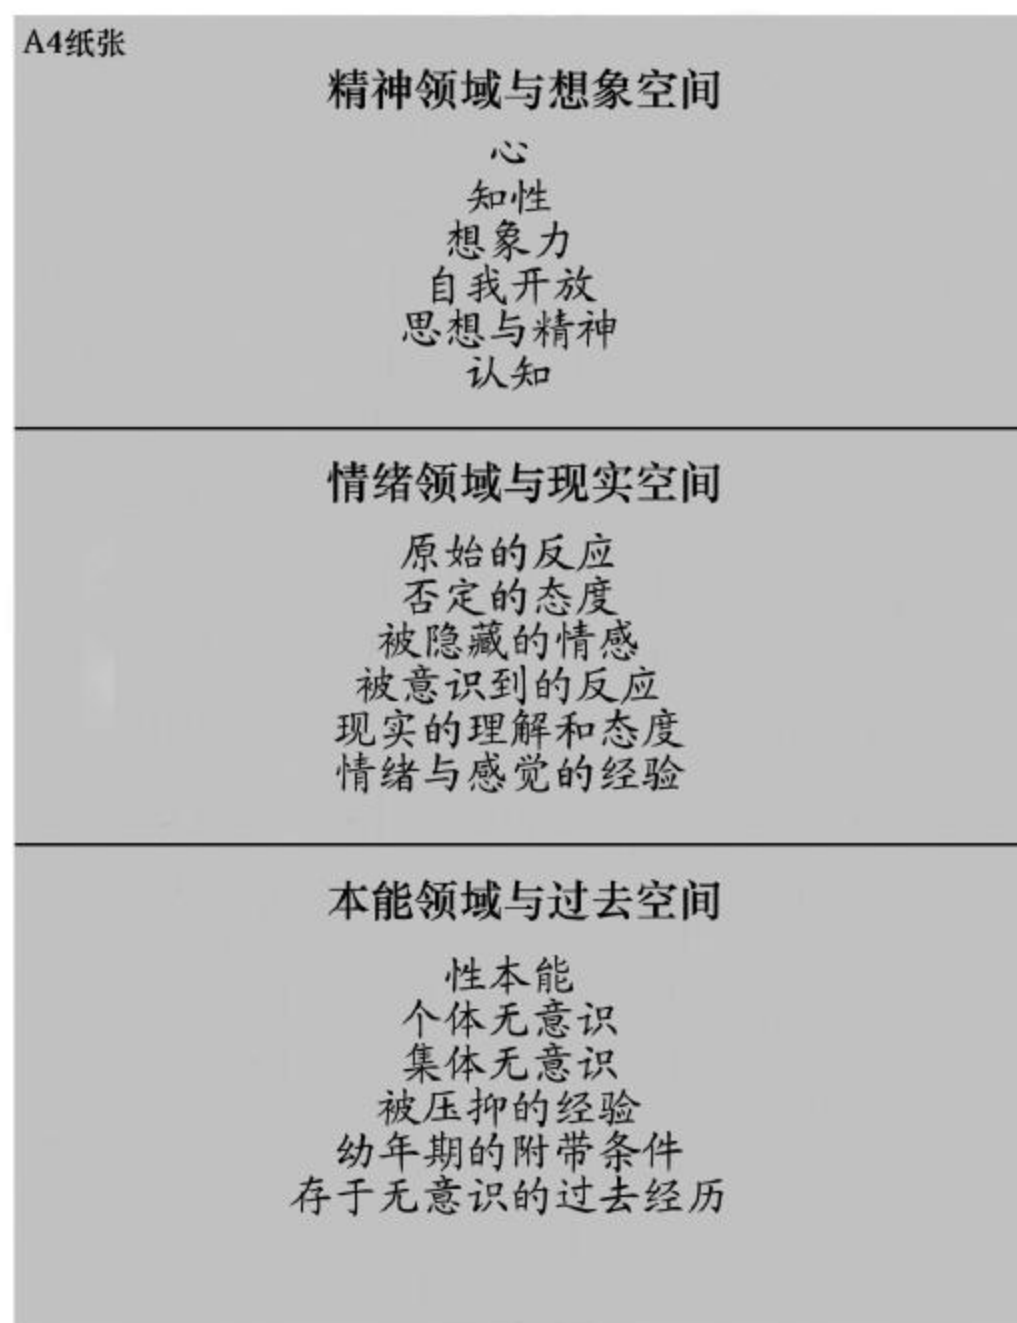 A4纸张
精神领域与想象空间
心
知性
想象力
自我开放
思想与精神
认知
情绪领域与现实空间
原始的反应
否定的态度
被隐藏的情感
被意识到的反应
现实的理解和态度
情绪与感觉的经验
本能领域与过去空间
性本能
个体无意识
集体无意识
被压抑的经验
幼年期的附带条件
存于无意识的过去经历